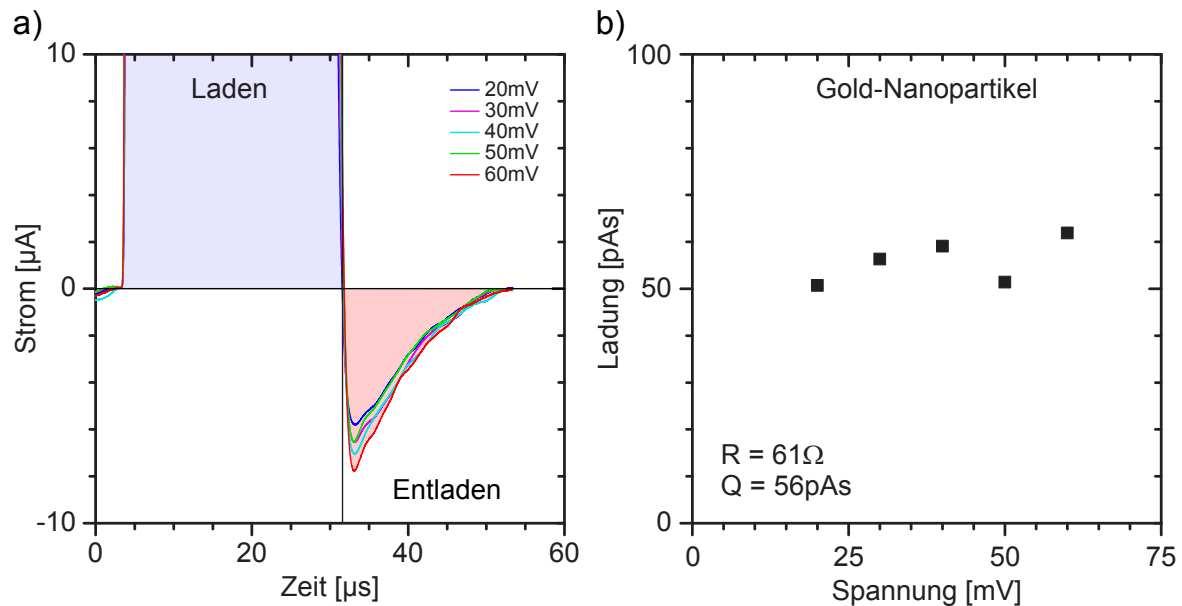 a)
10
0
-10
Strom [µA]
Laden
20mV
30mV
40mV
50mV
60mV
Entladen
0
20
40
60
Zeit [µs]
b)
100
50
0
Ladung [pAs]
Gold-Nanopartikel
R = 61Ω
Q = 56pAs
0
25
50
75
Spannung [mV]